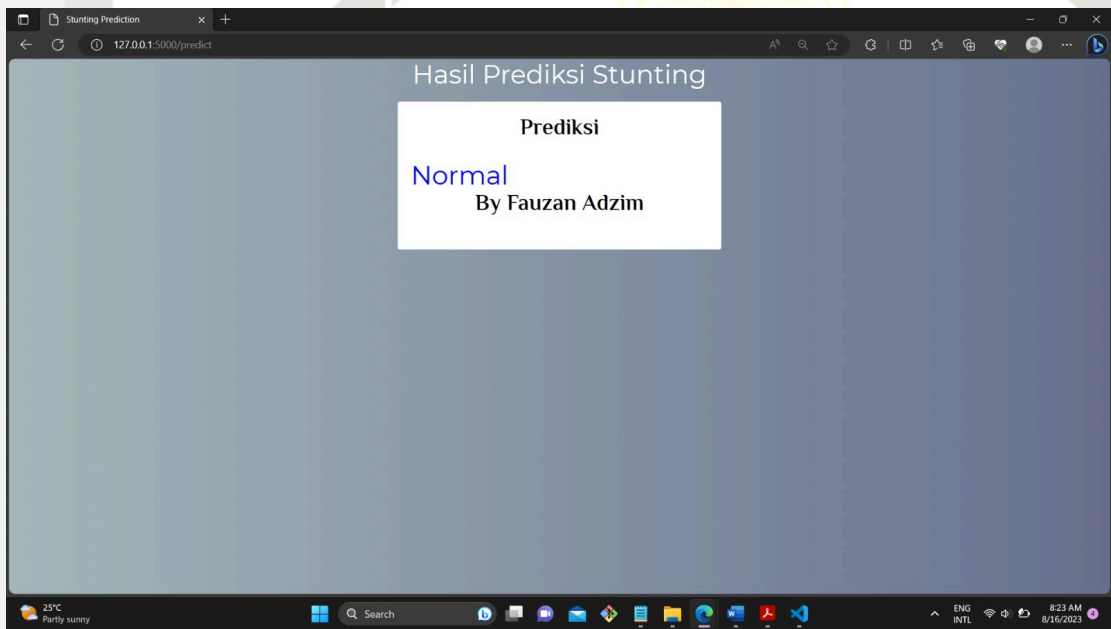 Stunting Prediction
127.0.0.1:5000/predict
Hasil Prediksi Stunting
Prediksi
Normal
By Fauzan Adzim
25°C
Partly sunny
Search
ENG
INTL
8:23 AM
8/16/2023
4